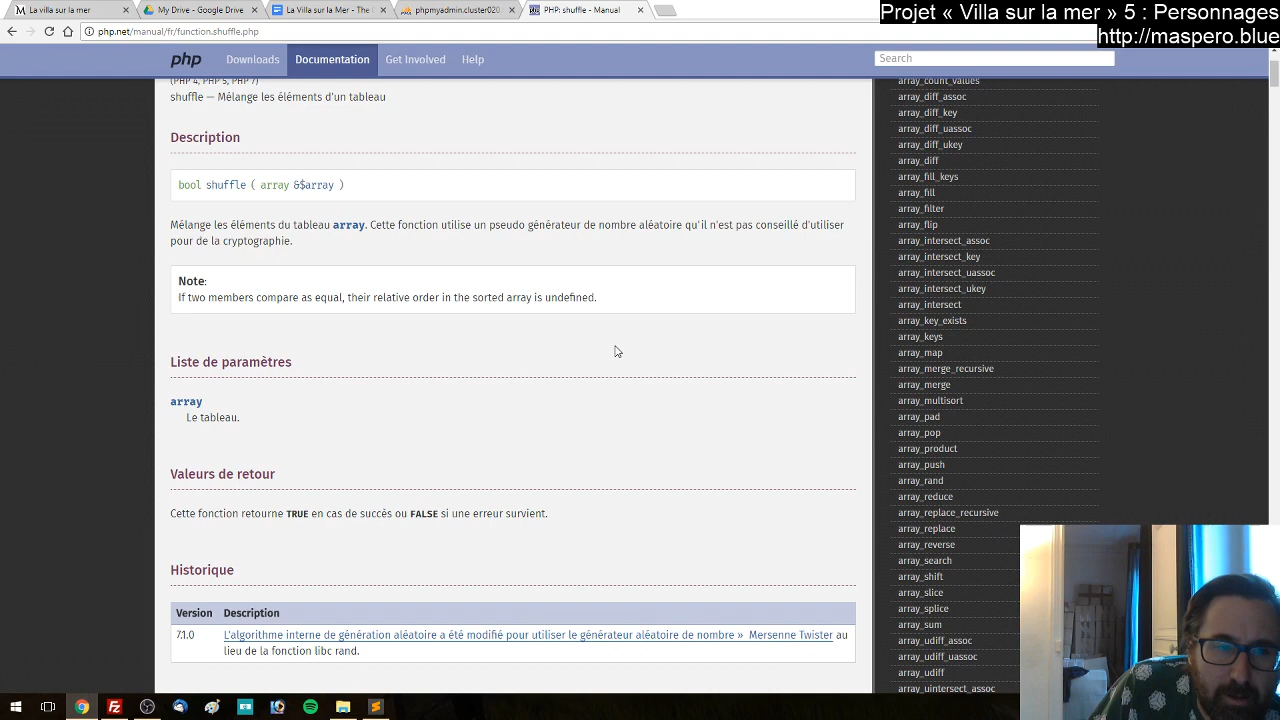 La villa sur la mer
My Drive - Google Drive
La Villa sur la Mer - The E
phpmyadmin.cluster020.
PHP: shuffle - Manual
Projet « Villa sur la mer » 5 : Personnages
http://maspero.blue
php.net/manual/fr/function.shuffle.php
php
Downloads
Documentation
Get Involved
Help
Search
(PHP 4, PHP 5, PHP 7)
shuffle — Mélange les éléments d'un tableau
Description
bool shuffle ( array &$array )
Mélange les éléments du tableau array. Cette fonction utilise un pseudo générateur de nombre aléatoire qu'il n'est pas conseillé d'utiliser
pour de la cryptographie.
Note:
If two members compare as equal, their relative order in the sorted array is undefined.
Liste de paramètres
array
Le tableau.
Valeurs de retour
Cette fonction retourne TRUE en cas de succès ou FALSE si une erreur survient.
Historique
Version Description
7.1.0 L'algorithme interne de génération aléatoire a été modifié pour utiliser le générateur aléatoire de nombre » Mersenne Twister au
lieu de la fonction libc rand.
array_count_values
array_diff_assoc
array_diff_key
array_diff_uassoc
array_diff_ukey
array_diff
array_fill_keys
array_fill
array_filter
array_flip
array_intersect_assoc
array_intersect_key
array_intersect_uassoc
array_intersect_ukey
array_intersect
array_key_exists
array_keys
array_map
array_merge_recursive
array_merge
array_multisort
array_pad
array_pop
array_product
array_push
array_rand
array_reduce
array_replace_recursive
array_replace
array_reverse
array_search
array_shift
array_slice
array_splice
array_sum
array_udiff_assoc
array_udiff_uassoc
array_udiff
array_uintersect_assoc